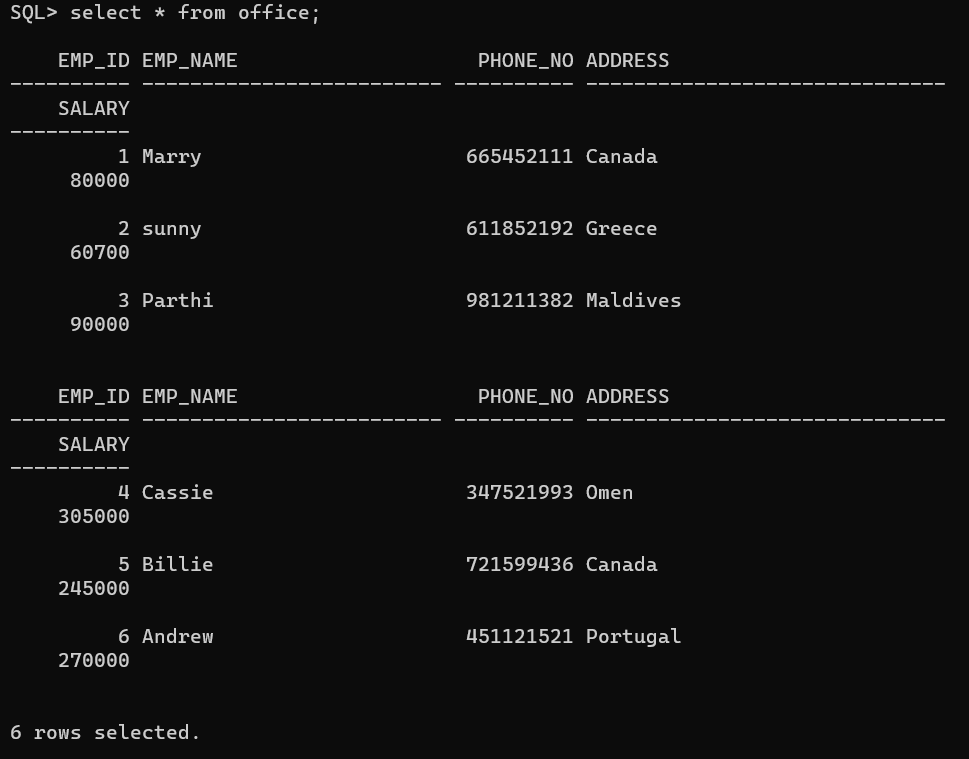 SQL> select * from office;
EMP_ID EMP_NAME PHONE_NO ADDRESS
---------- ------------------------- ---------- ------------------------------
SALARY
----------
1 Marry 665452111 Canada
80000
2 sunny 611852192 Greece
60700
3 Parthi 981211382 Maldives
90000
EMP_ID EMP_NAME PHONE_NO ADDRESS
---------- ------------------------- ---------- ------------------------------
SALARY
----------
4 Cassie 347521993 Omen
305000
5 Billie 721599436 Canada
245000
6 Andrew 451121521 Portugal
270000
6 rows selected.